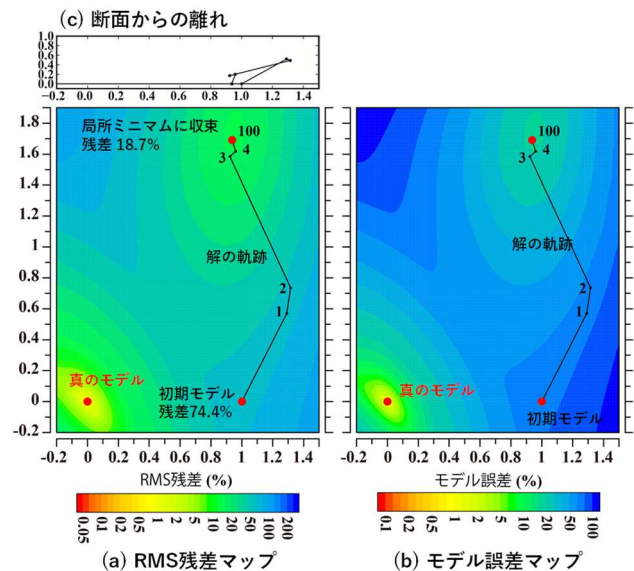 (c) 断面からの離れ
1.0
0.8
0.6
0.4
0.2
0.0
−0.2 0.0 0.2 0.4 0.6 0.8 1.0 1.2 1.4
1.8
1.6
1.4
1.2
1
0.8
0.6
0.4
0.2
0
-0.2
局所ミニマムに収束
残差 18.7%
100
4
3
解の軌跡
2
1
真のモデル
初期モデル
残差74.4%
-0.2 0 0.2 0.4 0.6 0.8 1 1.2 1.4
RMS残差 (%)
0.05 0.1 0.2 0.5 1 2 5 10 20 50 100 200
(a) RMS残差マップ
100
4
3
解の軌跡
2
1
真のモデル
初期モデル
-0.2 0 0.2 0.4 0.6 0.8 1 1.2 1.4
モデル誤差 (%)
0.1 0.2 0.5 1 2 5 10 20 50 100
(b) モデル誤差マップ